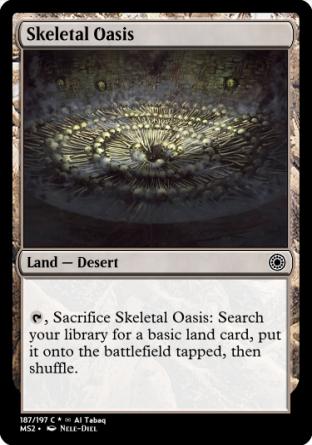 Skeletal Oasis
Land — Desert
, Sacrifice Skeletal Oasis: Search
your library for a basic land card, put
it onto the battlefield tapped, then
shuffle.
187/197 C * ∞ Al Tabaq
MS2 • Nele-Diel